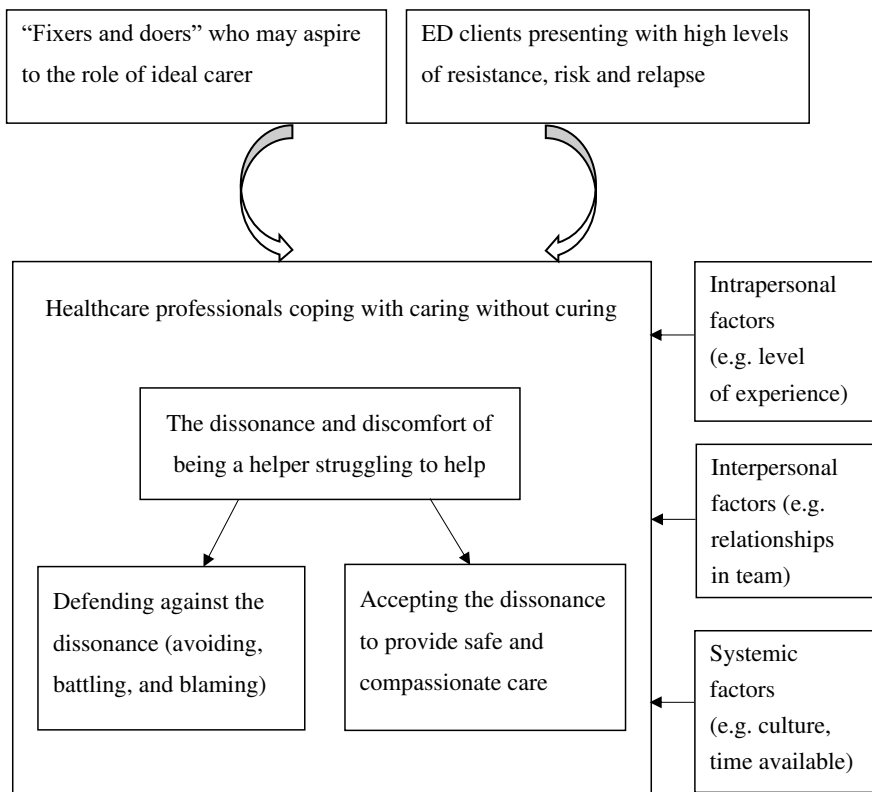 “Fixers and doers” who may aspire
to the role of ideal carer
ED clients presenting with high levels
of resistance, risk and relapse
Healthcare professionals coping with caring without curing
The dissonance and discomfort of
being a helper struggling to help
Defending against the
dissonance (avoiding,
battling, and blaming)
Accepting the dissonance
to provide safe and
compassionate care
Intrapersonal
factors
(e.g. level
of experience)
Interpersonal
factors (e.g.
relationships
in team)
Systemic
factors
(e.g. culture,
time available)